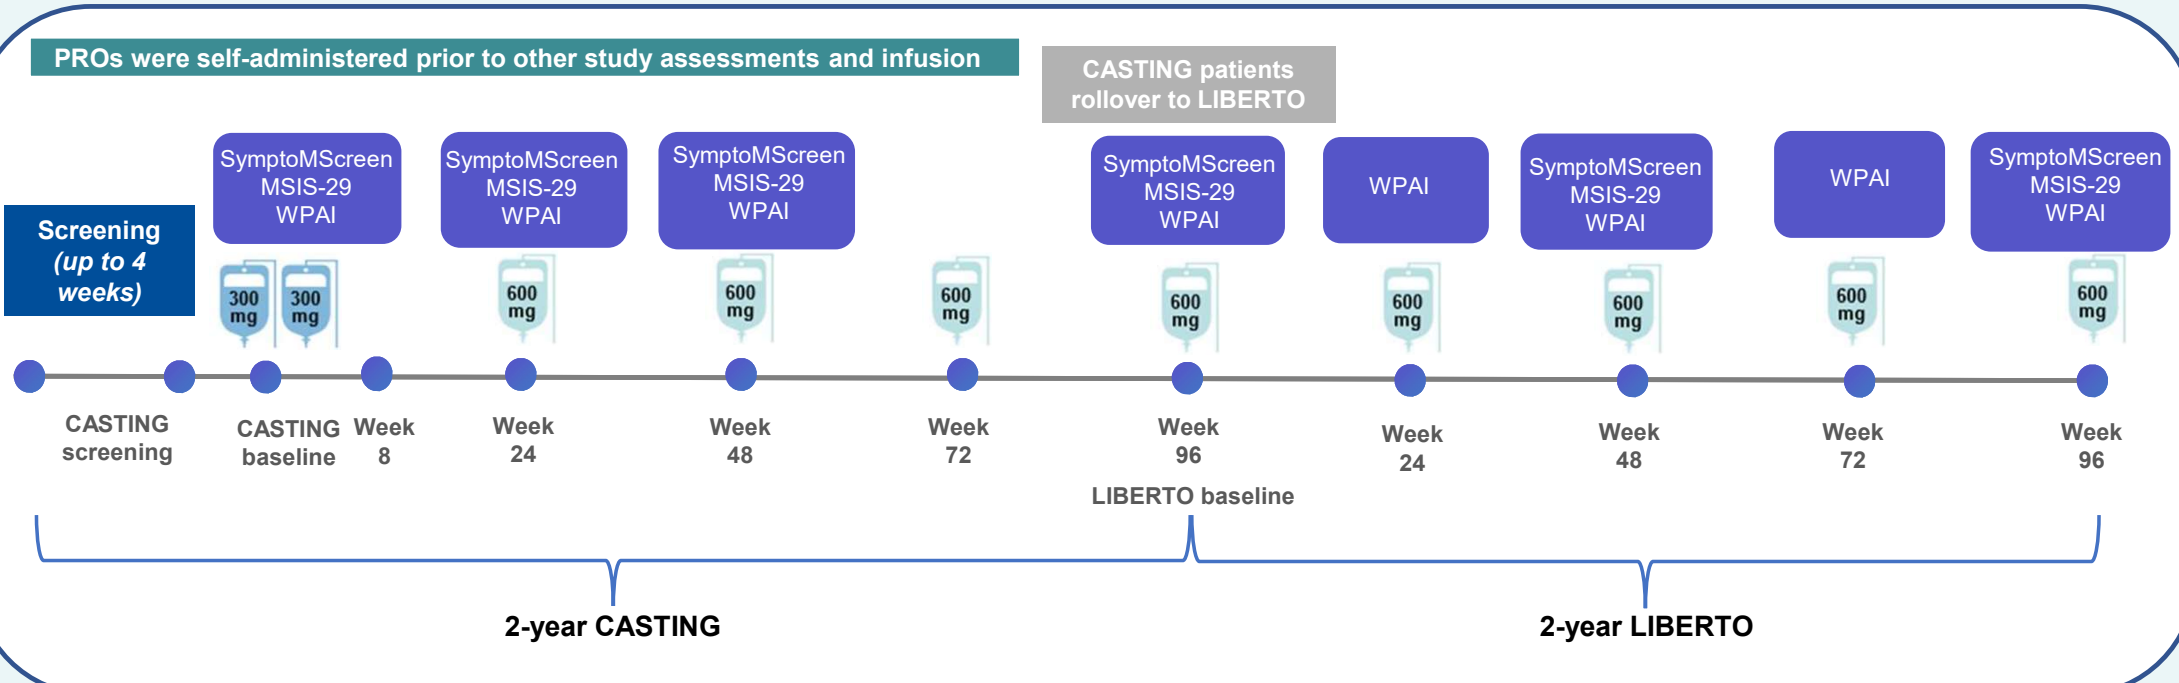 PROs were self-administered prior to other study assessments and infusion
CASTING patients
rollover to LIBERTO
Screening
(up to 4
weeks)
SymptoMScreen
MSIS-29
WPAI
SymptoMScreen
MSIS-29
WPAI
SymptoMScreen
MSIS-29
WPAI
SymptoMScreen
MSIS-29
WPAI
WPAI
SymptoMScreen
MSIS-29
WPAI
WPAI
SymptoMScreen
MSIS-29
WPAI
300
mg
300
mg
600
mg
600
mg
600
mg
600
mg
600
mg
600
mg
600
mg
600
mg
CASTING
screening
CASTING
baseline
Week
8
Week
24
Week
48
Week
72
Week
96
LIBERTO baseline
Week
24
Week
48
Week
72
Week
96
2-year CASTING
2-year LIBERTO